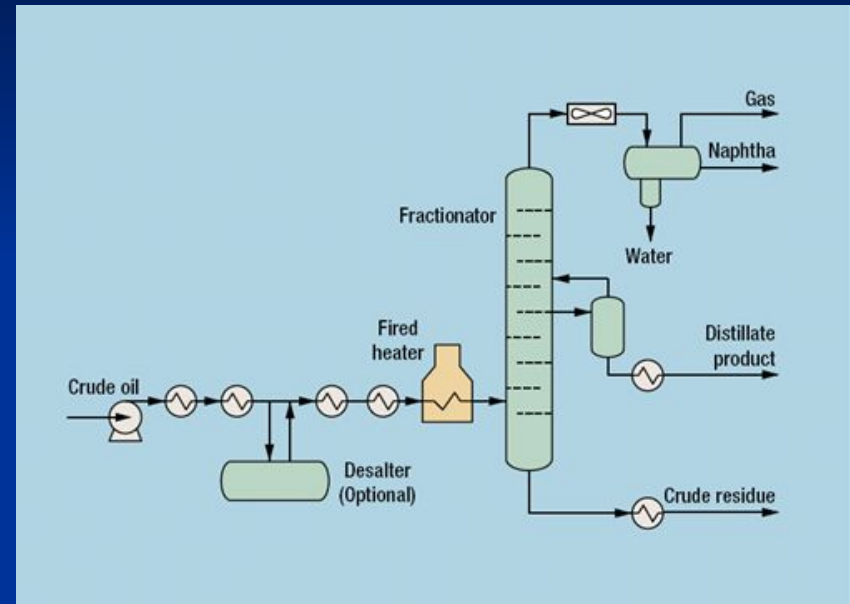 Gas
Naphtha
Fractionator
Water
Fired
heater
Distillate
product
Crude oil
Desalter
(Optional)
Crude residue